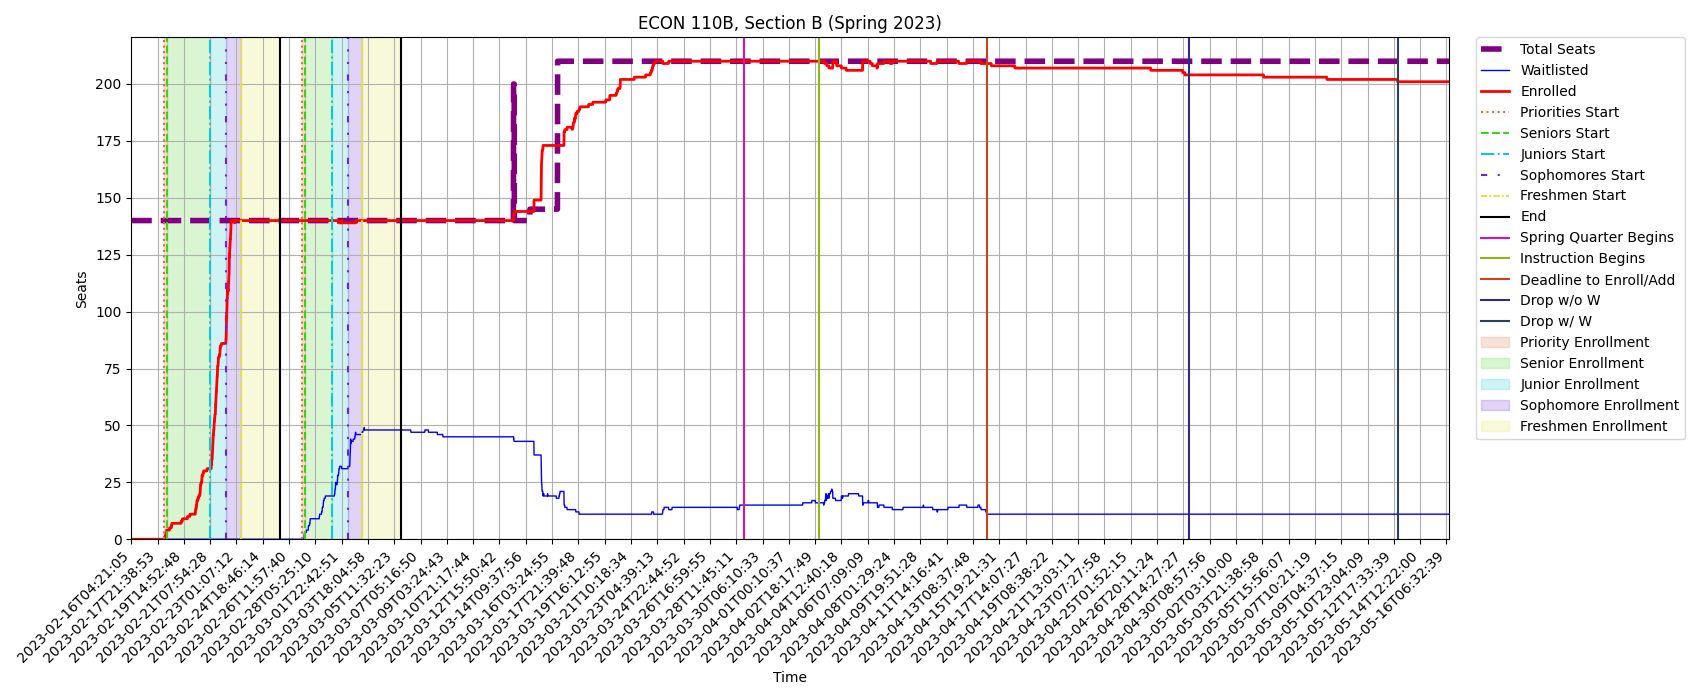 ECON 110B, Section B (Spring 2023)
Seats
200
175
150
125
100
75
50
25
0
2023-02-16T04:21:05
2023-02-17T21:38:53
2023-02-19T14:52:48
2023-02-21T07:54:28
2023-02-23T01:07:12
2023-02-24T18:46:14
2023-02-26T11:57:40
2023-02-28T05:25:10
2023-03-01T22:42:51
2023-03-03T18:04:58
2023-03-05T11:32:23
2023-03-07T05:16:50
2023-03-09T03:24:43
2023-03-10T21:17:44
2023-03-12T15:50:42
2023-03-14T09:37:56
2023-03-16T03:24:55
2023-03-17T21:39:48
2023-03-19T16:12:55
2023-03-21T10:18:34
2023-03-23T04:39:13
2023-03-24T22:44:52
2023-03-26T16:59:55
2023-03-28T11:45:11
2023-03-30T06:10:33
2023-04-01T00:10:37
2023-04-02T18:17:49
2023-04-04T12:40:18
2023-04-06T07:09:09
2023-04-08T01:29:24
2023-04-09T19:51:28
2023-04-11T14:16:41
2023-04-13T08:37:48
2023-04-15T19:21:31
2023-04-17T14:07:27
2023-04-19T08:38:22
2023-04-21T13:03:11
2023-04-23T07:27:58
2023-04-25T01:52:15
2023-04-26T20:11:24
2023-04-28T14:27:27
2023-04-30T08:57:56
2023-05-02T03:10:00
2023-05-03T21:38:58
2023-05-05T15:56:07
2023-05-07T10:21:19
2023-05-09T04:37:15
2023-05-10T23:04:09
2023-05-12T17:33:39
2023-05-14T12:22:00
2023-05-16T06:32:39
Time
Total Seats
Waitlisted
Enrolled
Priorities Start
Seniors Start
Juniors Start
Sophomores Start
Freshmen Start
End
Spring Quarter Begins
Instruction Begins
Deadline to Enroll/Add
Drop w/o W
Drop w/ W
Priority Enrollment
Senior Enrollment
Junior Enrollment
Sophomore Enrollment
Freshmen Enrollment